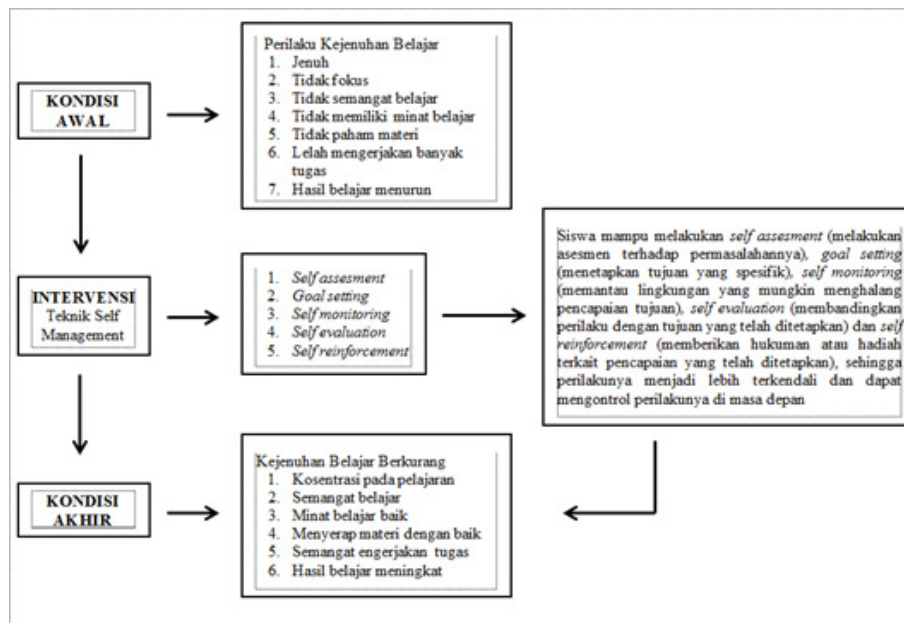 Perilaku Kejenuhan Belajar
1. Jenuh
2. Tidak fokus
3. Tidak semangat belajar
4. Tidak memiliki minat belajar
5. Tidak paham materi
6. Lelah mengerjakan banyak
tugas
7. Hasil belajar menurun
KONDISI
AWAL
INTERVENSI
Teknik Self
Management
1. Self assesment
2. Goal setting
3. Self monitoring
4. Self evaluation
5. Self reinforcement
Siswa mampu melakukan self assesment (melakukan
asesmen terhadap permasalahannya), goal setting
(menetapkan tujuan yang spesifik), self monitoring
(memantau lingkungan yang mungkin menghalang
pencapaian tujuan), self evaluation (membandingkan
perilaku dengan tujuan yang telah ditetapkan) dan self
reinforcement (memberikan hukuman atau hadiah
terkait pencapaian yang telah ditetapkan), sehingga
perilakunya menjadi lebih terkendali dan dapat
mengontrol perilakunya di masa depan
KONDISI
AKHIR
Kejenuhan Belajar Berkurang
1. Kosentrasi pada pelajaran
2. Semangat belajar
3. Minat belajar baik
4. Menyerap materi dengan baik
5. Semangat engerjakan tugas
6. Hasil belajar meningkat